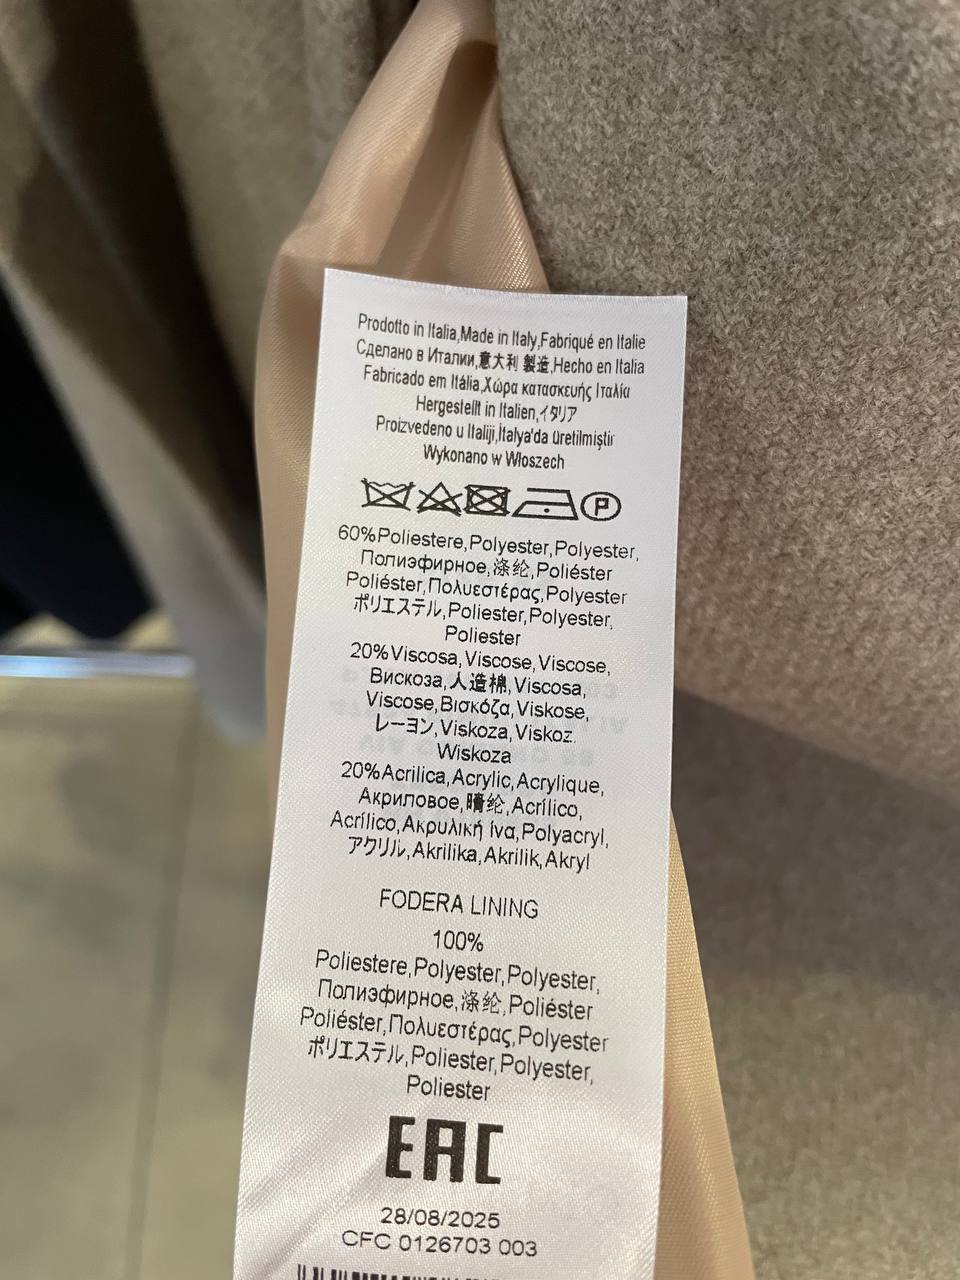 Prodotto in Italia,Made in Italy,Fabriqué en Italie
Сделано в Италии,意大利 製造,Hecho en Italia
Fabricado em Itália,Χώρα κατασκευής Ιταλία
Hergestellt in Italien,イタリア
Proizvedeno u Italiji,İtalya'da üretilmiştir
Wykonano w Włoszech
P
60%Poliestere,Polyester,Polyester,
Полиэфирное,涤纶,Poliéster
Poliéster,Πολυεστέρας,Polyester
ポリエステル,Poliester,Polyester,
Poliester
20%Viscosa,Viscose,Viscose,
Вискоза,人造棉,Viscosa,
Viscose,Βισκόζα,Viskose,
レーヨン,Viskoza,Viskoz.
Wiskoza
20%Acrilica,Acrylic,Acrylique,
Акриловое,腈纶,Acrílico,
Acrílico,Ακρυλική ίνα,Polyacryl,
アクリル,Akrilika,Akrilik,Akryl
FODERA LINING
100%
Poliestere,Polyester,Polyester,
Полиэфирное,涤纶,Poliéster
Poliéster,Πολυεστέρας,Polyester
ポリエステル,Poliester,Polyester,
Poliester
EAC
28/08/2025
CFC 0126703 003